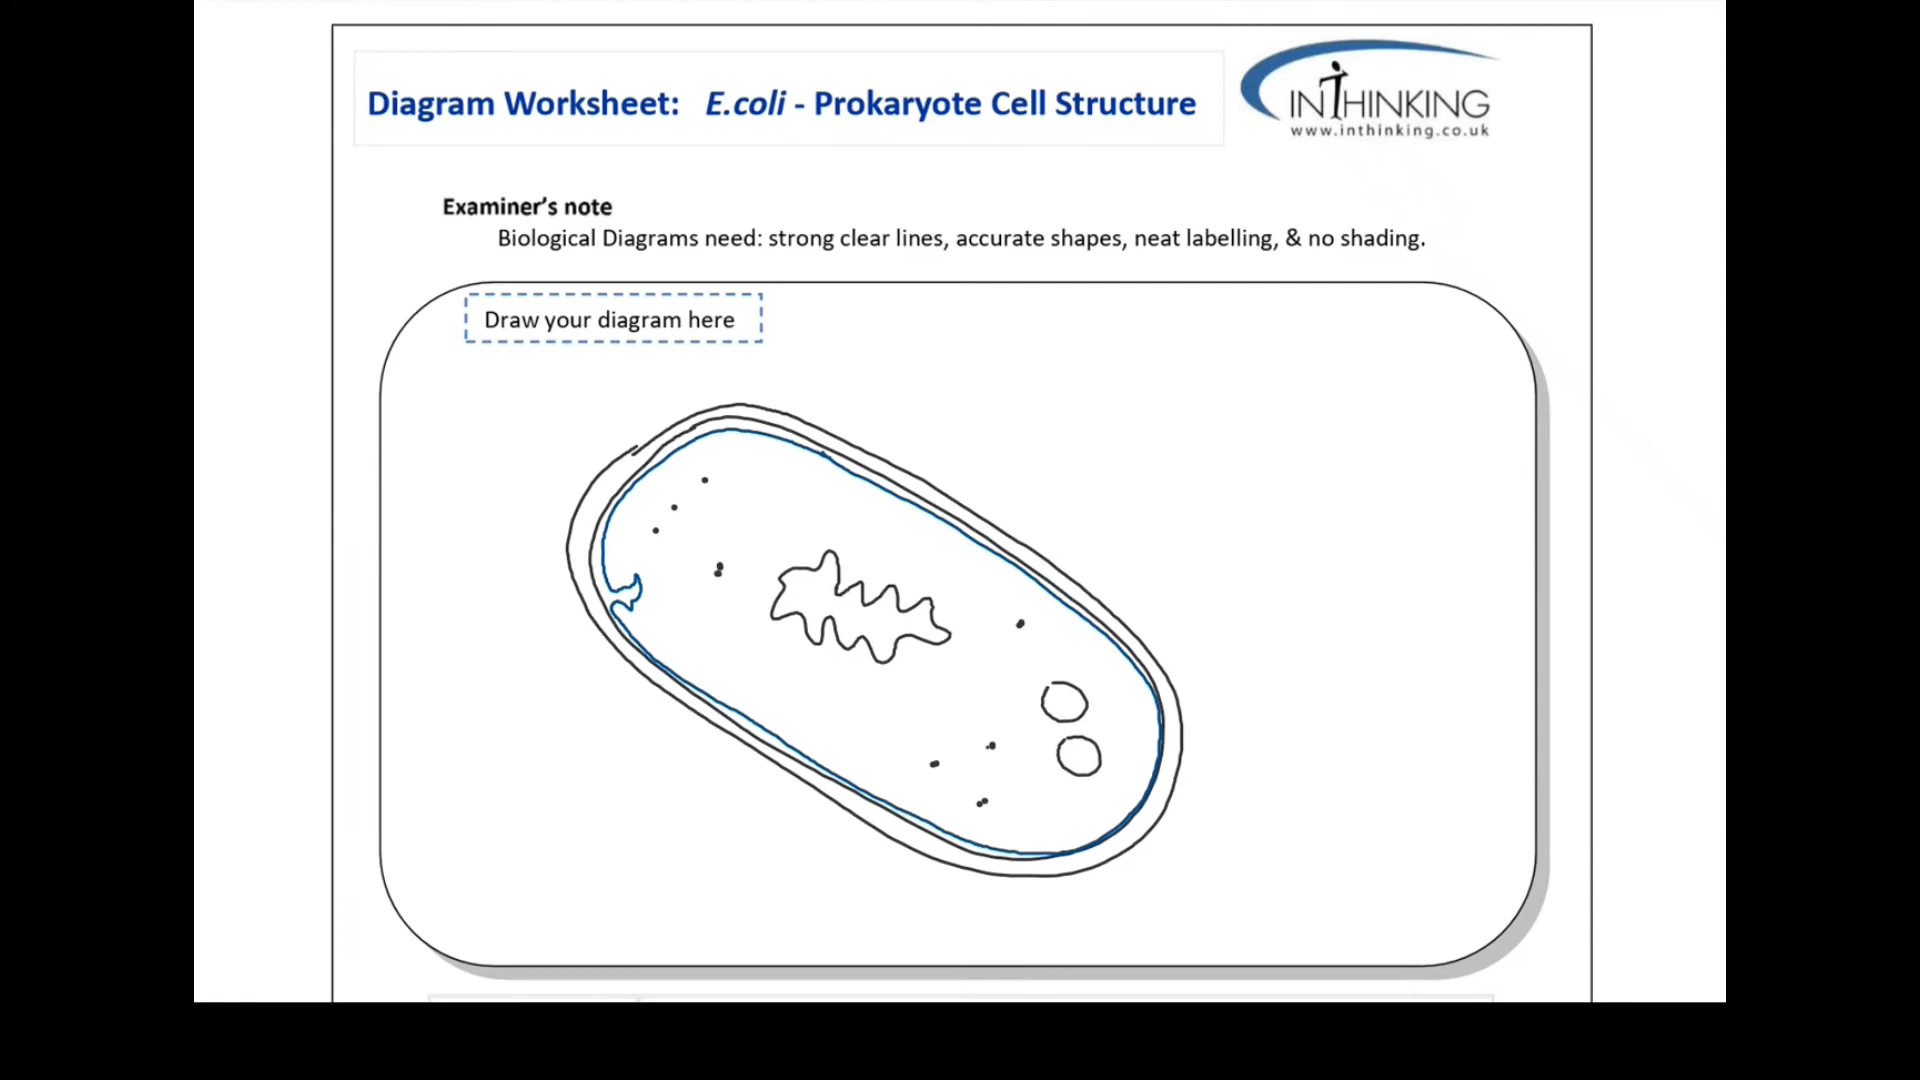 Diagram Worksheet: E.coli - Prokaryote Cell Structure
INTHINKING
www.inthinking.co.uk
Examiner's note
Biological Diagrams need: strong clear lines, accurate shapes, neat labelling, & no shading.
Draw your diagram here